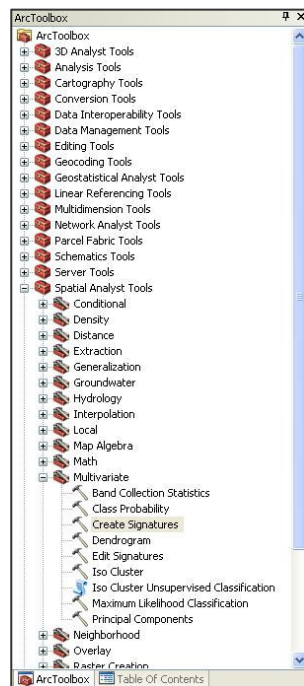 ArcToolbox
ArcToolbox
3D Analyst Tools
Analysis Tools
Cartography Tools
Conversion Tools
Data Interoperability Tools
Data Management Tools
Editing Tools
Geocoding Tools
Geostatistical Analyst Tools
Linear Referencing Tools
Multidimension Tools
Network Analyst Tools
Parcel Fabric Tools
Schematics Tools
Server Tools
Spatial Analyst Tools
Conditional
Density
Distance
Extraction
Generalization
Groundwater
Hydrology
Interpolation
Local
Map Algebra
Math
Multivariate
Band Collection Statistics
Class Probability
Create Signatures
Dendrogram
Edit Signatures
Iso Cluster
Iso Cluster Unsupervised Classification
Maximum Likelihood Classification
Principal Components
Neighborhood
Overlay
Raster Creation
ArcToolbox Table Of Contents